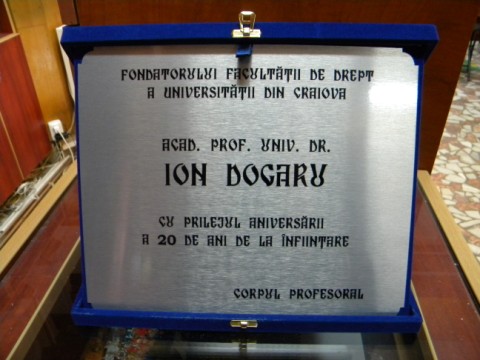 FONDATORULUI FACULTĂȚII DE DREPT
A UNIVERSITĂȚII DIN CRAIOVA
ACAD. PROF. UNIV. DR.
ION DOGARU
CU PRILEJUL ANIVERSĂRII
A 20 DE ANI DE LA ÎNFIINȚARE
CORPUL PROFESORAL